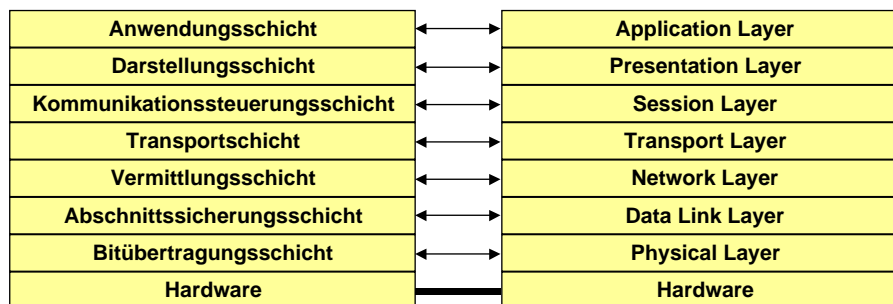 Anwendungsschicht
Application Layer
Darstellungsschicht
Presentation Layer
Kommunikationssteuerungsschicht
Session Layer
Transportschicht
Transport Layer
Vermittlungsschicht
Network Layer
Abschnittssicherungsschicht
Data Link Layer
Bitübertragungsschicht
Physical Layer
Hardware
Hardware